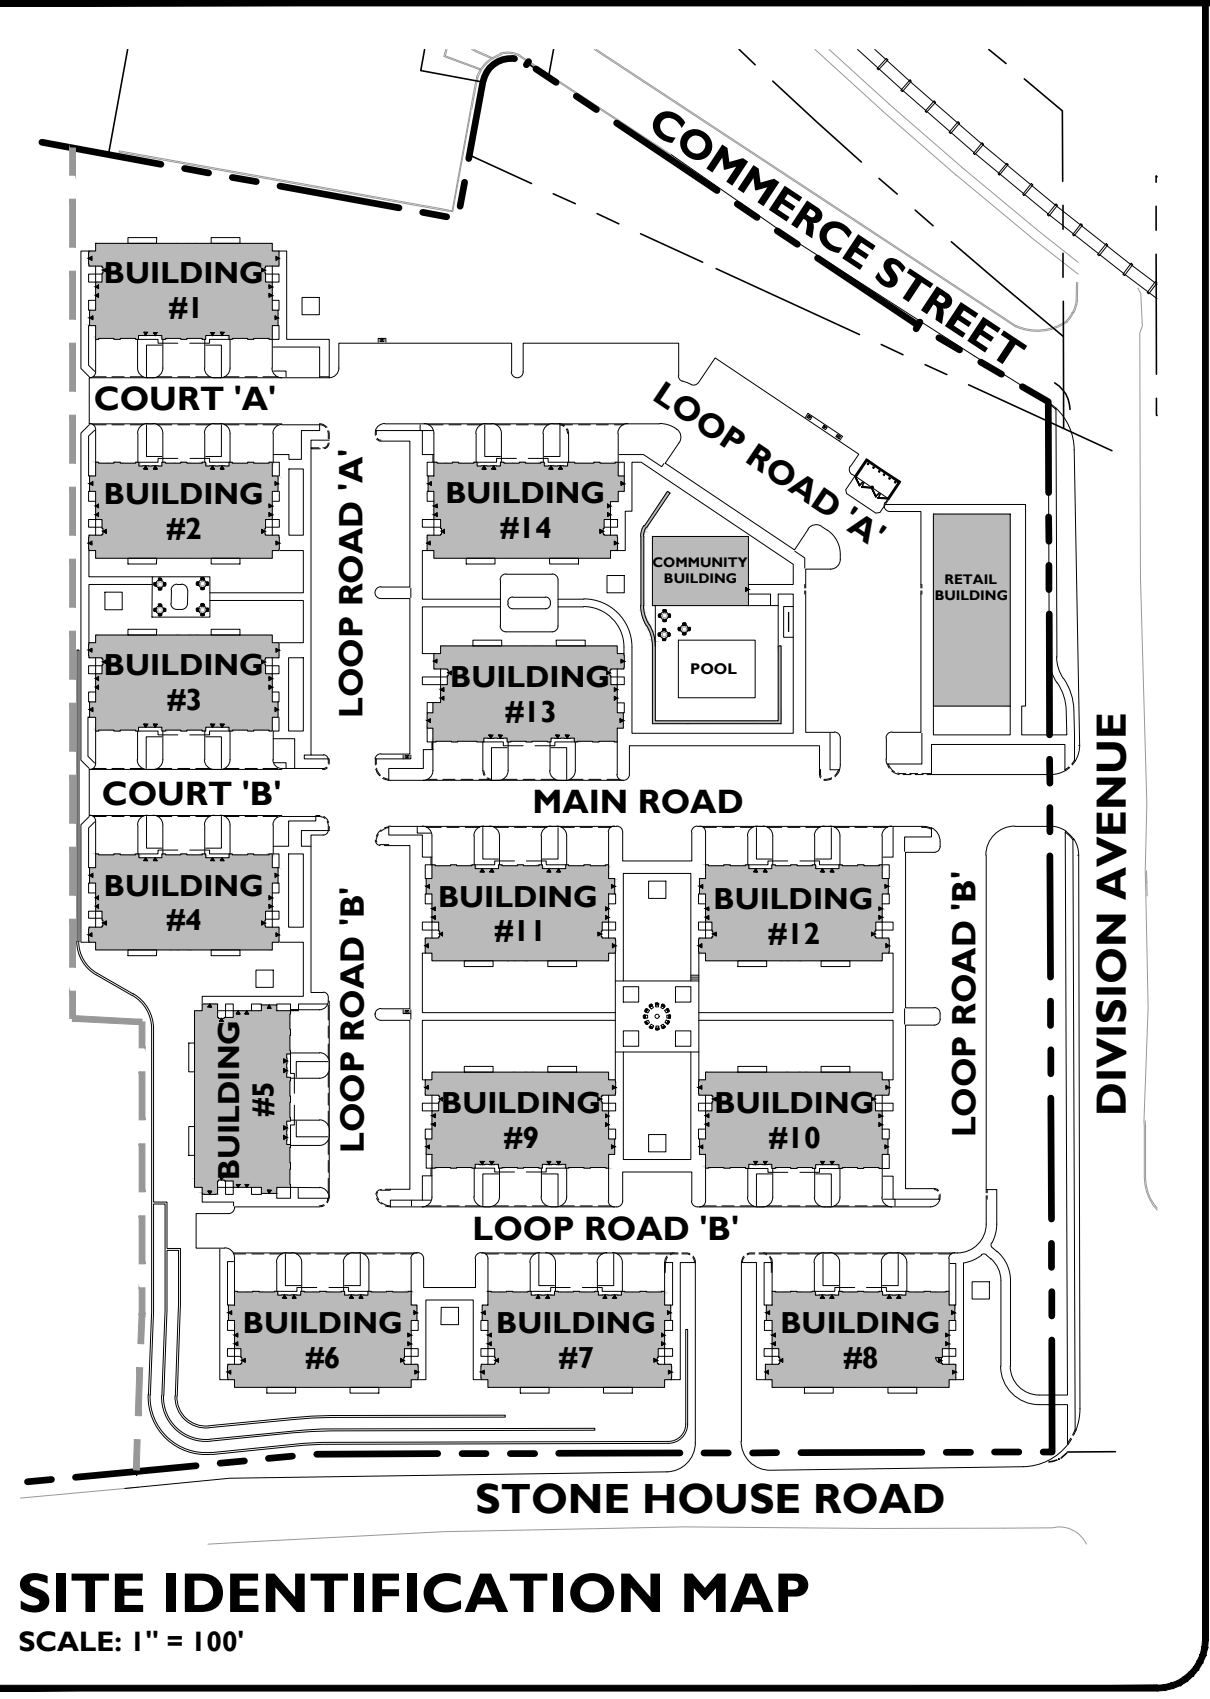 COMMERCE STREET
BUILDING
#1
COURT 'A'
LOOP ROAD 'A'
BUILDING
#2
LOOP ROAD 'A'
BUILDING
#14
COMMUNITY
BUILDING
RETAIL
BUILDING
BUILDING
#3
BUILDING
#13
POOL
COURT 'B'
MAIN ROAD
DIVISION AVENUE
BUILDING
#4
LOOP ROAD 'B'
BUILDING
#11
BUILDING
#12
LOOP ROAD 'B'
BUILDING
#5
BUILDING
#9
BUILDING
#10
LOOP ROAD 'B'
BUILDING
#6
BUILDING
#7
BUILDING
#8
STONE HOUSE ROAD
SITE IDENTIFICATION MAP
SCALE: 1" = 100'